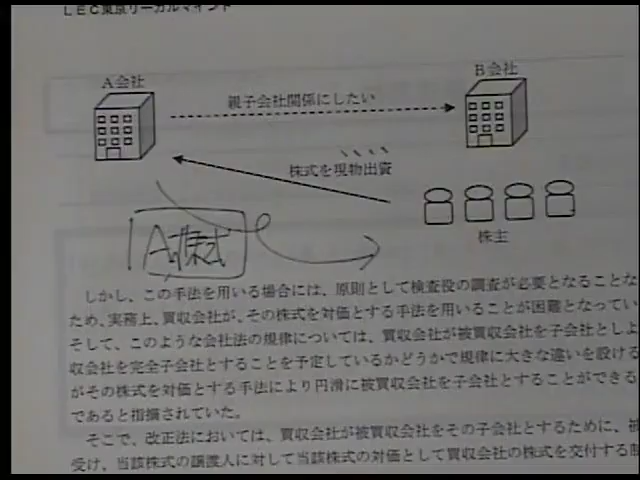 LEC東京リーガルマインド
A会社
B会社
親子会社関係にしたい
株式を現物出資
株主
A株式
しかし、この手法を用いる場合には、原則として検査役の調査が必要となることな
ため、実務上、買収会社が、その株式を対価とする手法を用いることが困難となってい
そして、このような会社法の規律については、買収会社が被買収会社を子会社としよ
収会社を完全子会社とすることを予定しているかどうかで規律に大きな違いを設ける
がその株式を対価とする手法により円滑に被買収会社を子会社とすることができる
であると指摘されていた。
そこで、改正法においては、買収会社が被買収会社をその子会社とするために、被
受け、当該株式の譲渡人に対して当該株式の対価として買収会社の株式を交付する制